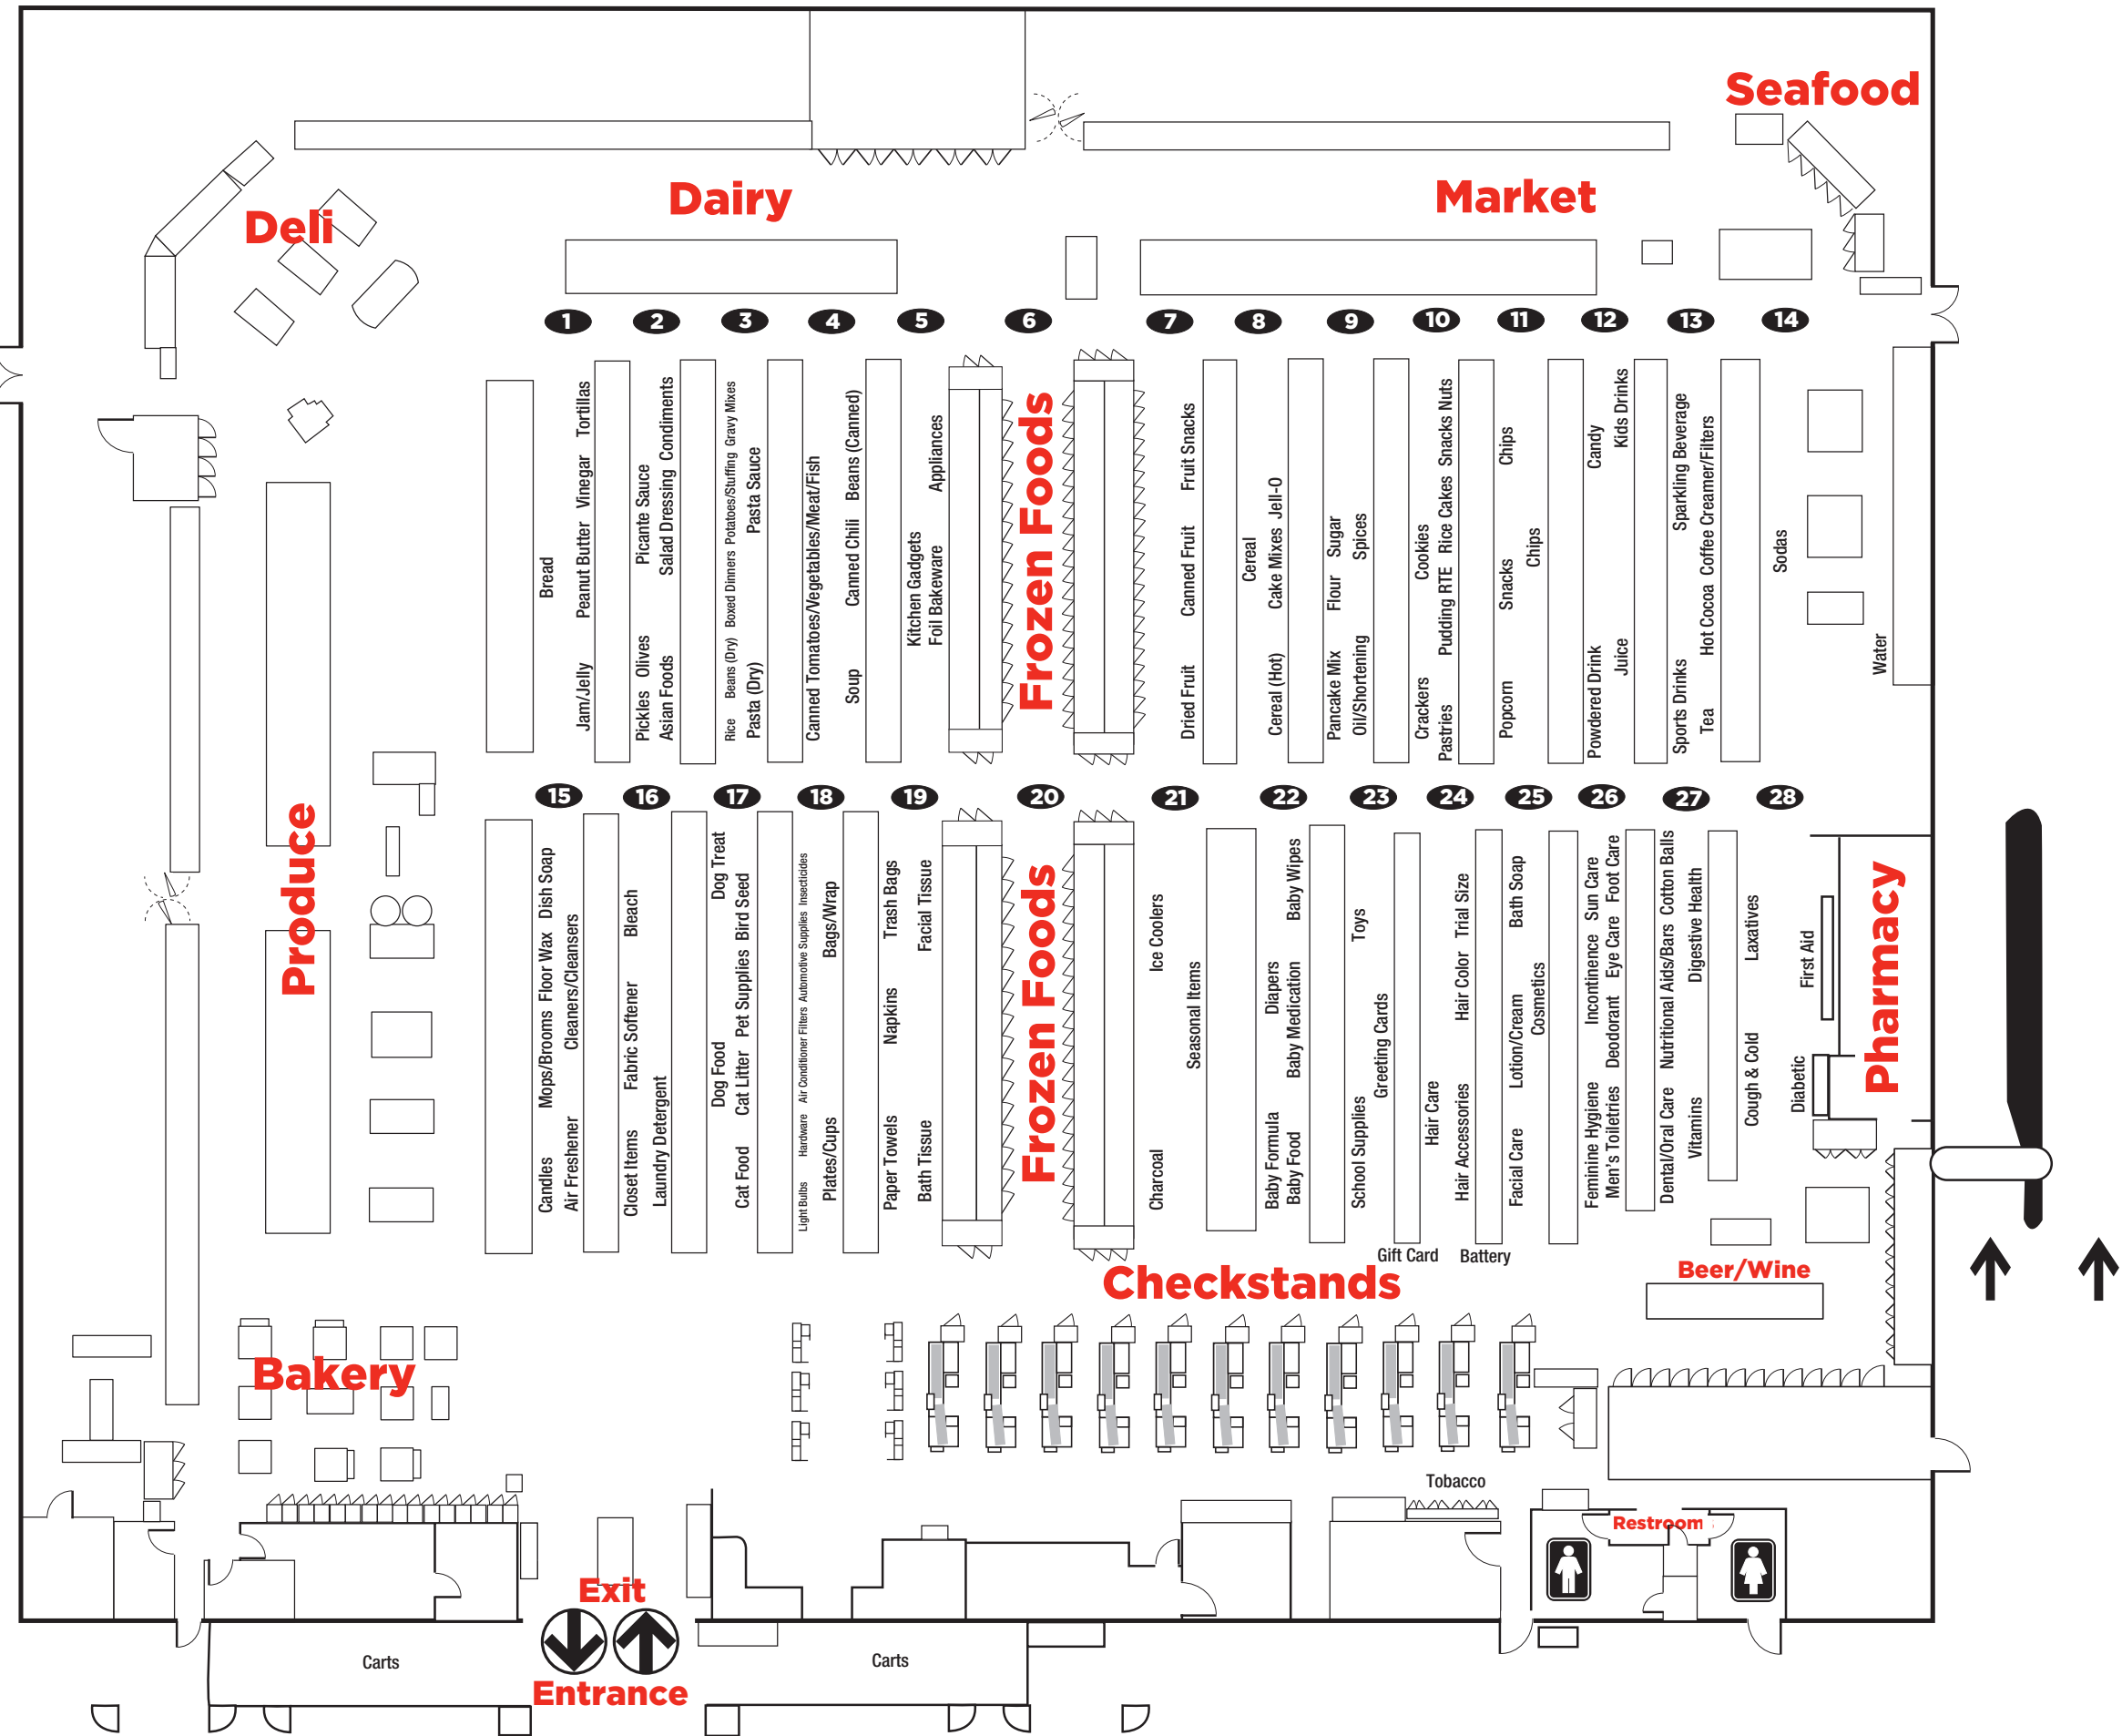 Seafood
Dairy
Market
Deli
1 2 3 4 5 6 7 8 9 10 11 12 13 14
Bread
Jam/Jelly Peanut Butter Vinegar Tortillas
Pickles Olives Picante Sauce
Asian Foods Salad Dressing Condiments
Rice Beans (Dry) Boxed Dinners Potatoes/Stuffing Gravy Mixes
Pasta (Dry) Pasta Sauce
Canned Tomatoes/Vegetables/Meat/Fish
Soup Canned Chili Beans (Canned)
Kitchen Gadgets
Foil Bakeware Appliances
Frozen Foods
Dried Fruit Canned Fruit Fruit Snacks
Cereal
Cereal (Hot) Cake Mixes Jell-O
Pancake Mix Flour Sugar
Oil/Shortening Spices
Crackers Cookies
Pastries Pudding RTE Rice Cakes Snacks Nuts
Popcorn Snacks Chips
Chips
Powdered Drink Candy
Juice Kids Drinks
Sports Drinks Sparkling Beverage
Tea Hot Cocoa Coffee Creamer/Filters
Sodas
Water
Produce
15 16 17 18 19 20 21 22 23 24 25 26 27 28
Candles Mops/Brooms Floor Wax Dish Soap
Air Freshener Cleaners/Cleansers
Closet Items Fabric Softener Bleach
Laundry Detergent
Dog Food Dog Treat
Cat Food Cat Litter Pet Supplies Bird Seed
Light Bulbs Hardware Air Conditioner Filters Automotive Supplies Insecticides
Plates/Cups Bags/Wrap
Paper Towels Napkins Trash Bags
Bath Tissue Facial Tissue
Frozen Foods
Charcoal Ice Coolers
Seasonal Items
Baby Formula Diapers
Baby Food Baby Medication Baby Wipes
School Supplies Toys
Greeting Cards
Hair Care
Hair Accessories Hair Color Trial Size
Facial Care Lotion/Cream Bath Soap
Cosmetics
Feminine Hygiene Incontinence Sun Care
Men's Toiletries Deodorant Eye Care Foot Care
Dental/Oral Care Nutritional Aids/Bars Cotton Balls
Vitamins Digestive Health
Cough & Cold Laxatives
Diabetic First Aid
Pharmacy
Gift Card Battery
Checkstands
Beer/Wine
Bakery
Tobacco
Restroom
Exit
Carts
Carts
Entrance